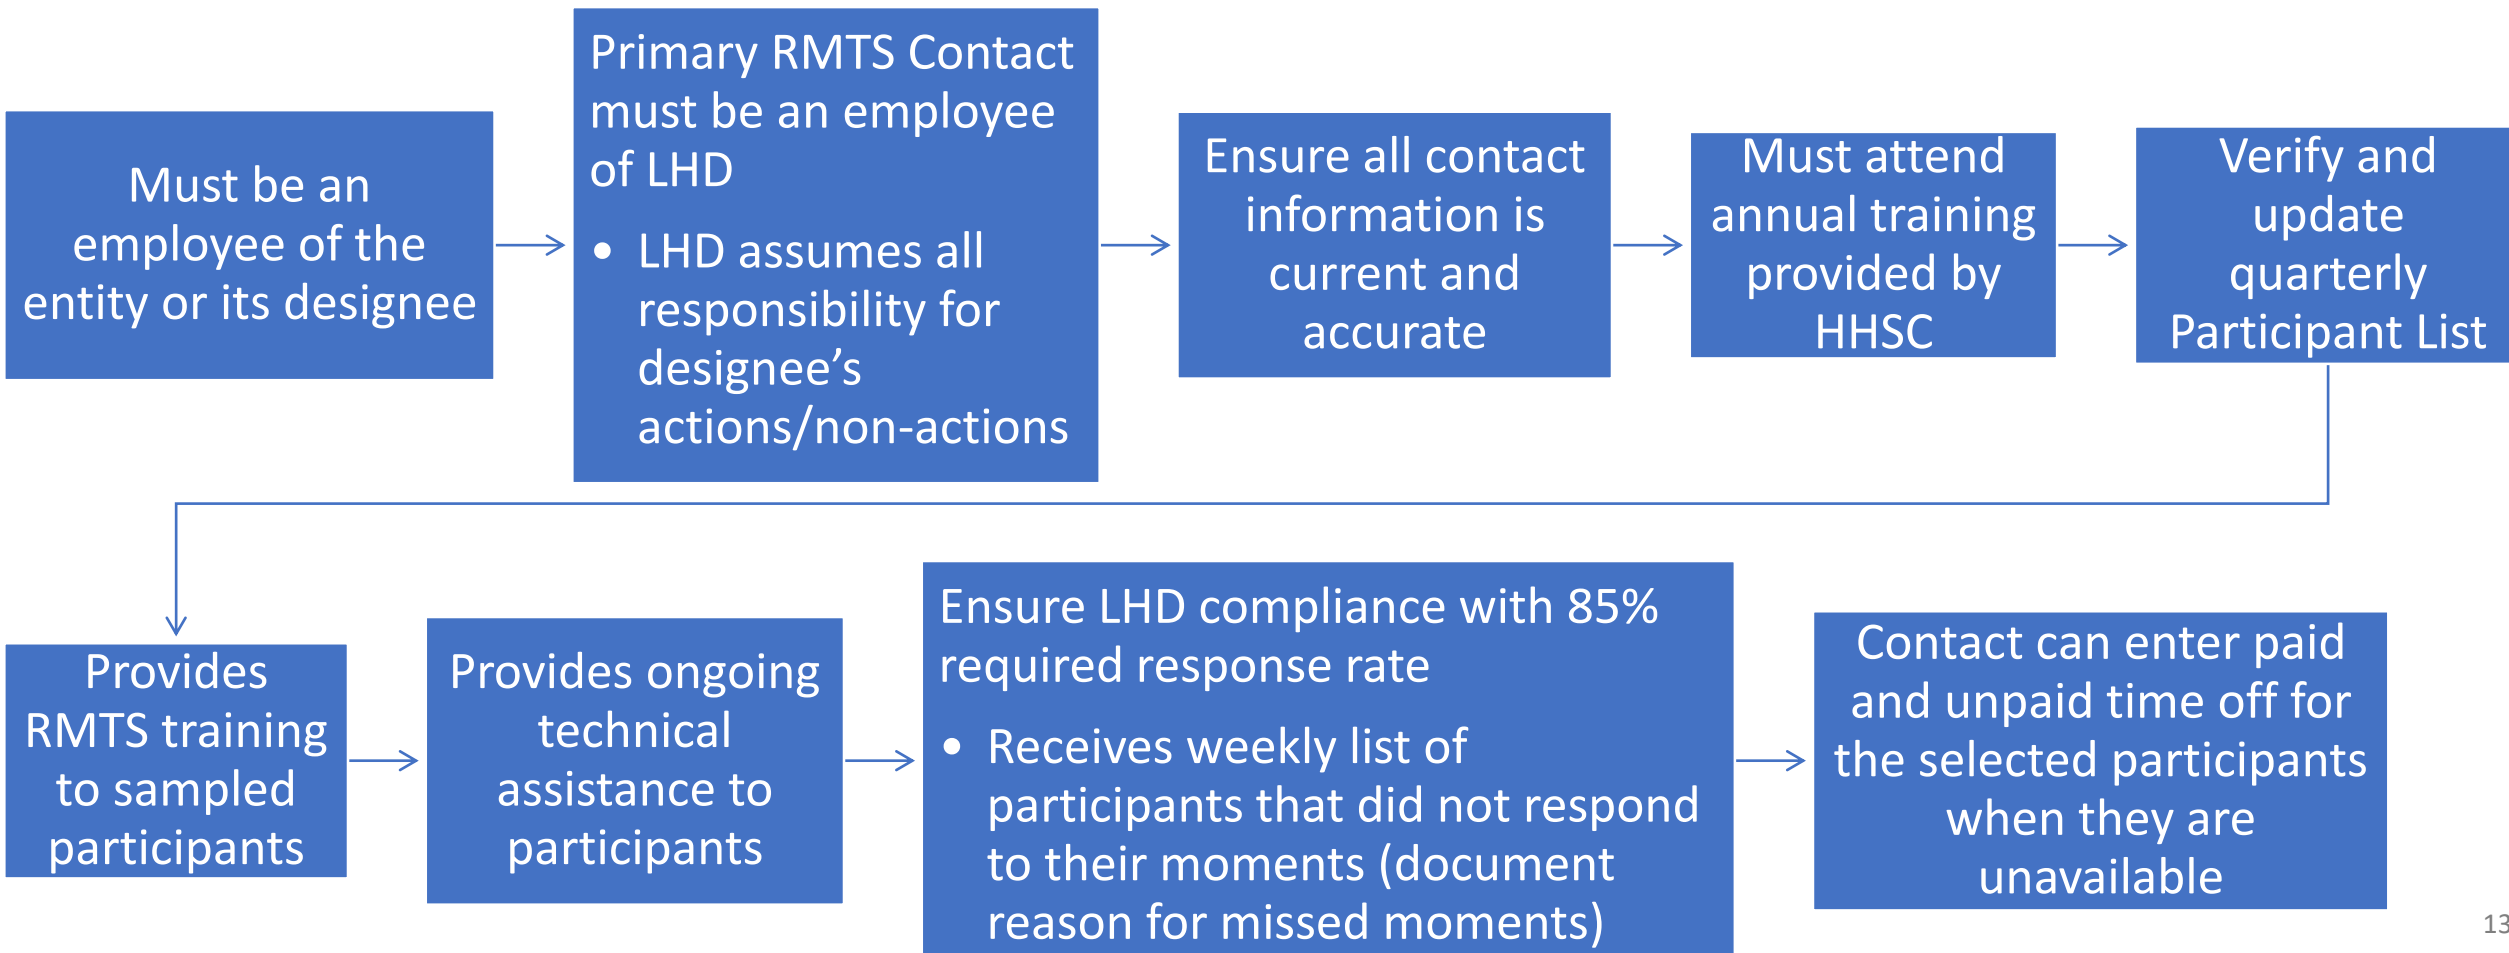 Must be an
employee of the
entity or its designee
Primary RMTS Contact
must be an employee
of LHD
• LHD assumes all
responsibility for
designee’s
actions/non-actions
Ensure all contact
information is
current and
accurate
Must attend
annual training
provided by
HHSC
Verify and
update
quarterly
Participant List
Provides
RMTS training
to sampled
participants
Provides ongoing
technical
assistance to
participants
Ensure LHD compliance with 85%
required response rate
• Receives weekly list of
participants that did not respond
to their moments (document
reason for missed moments)
Contact can enter paid
and unpaid time off for
the selected participants
when they are
unavailable
13